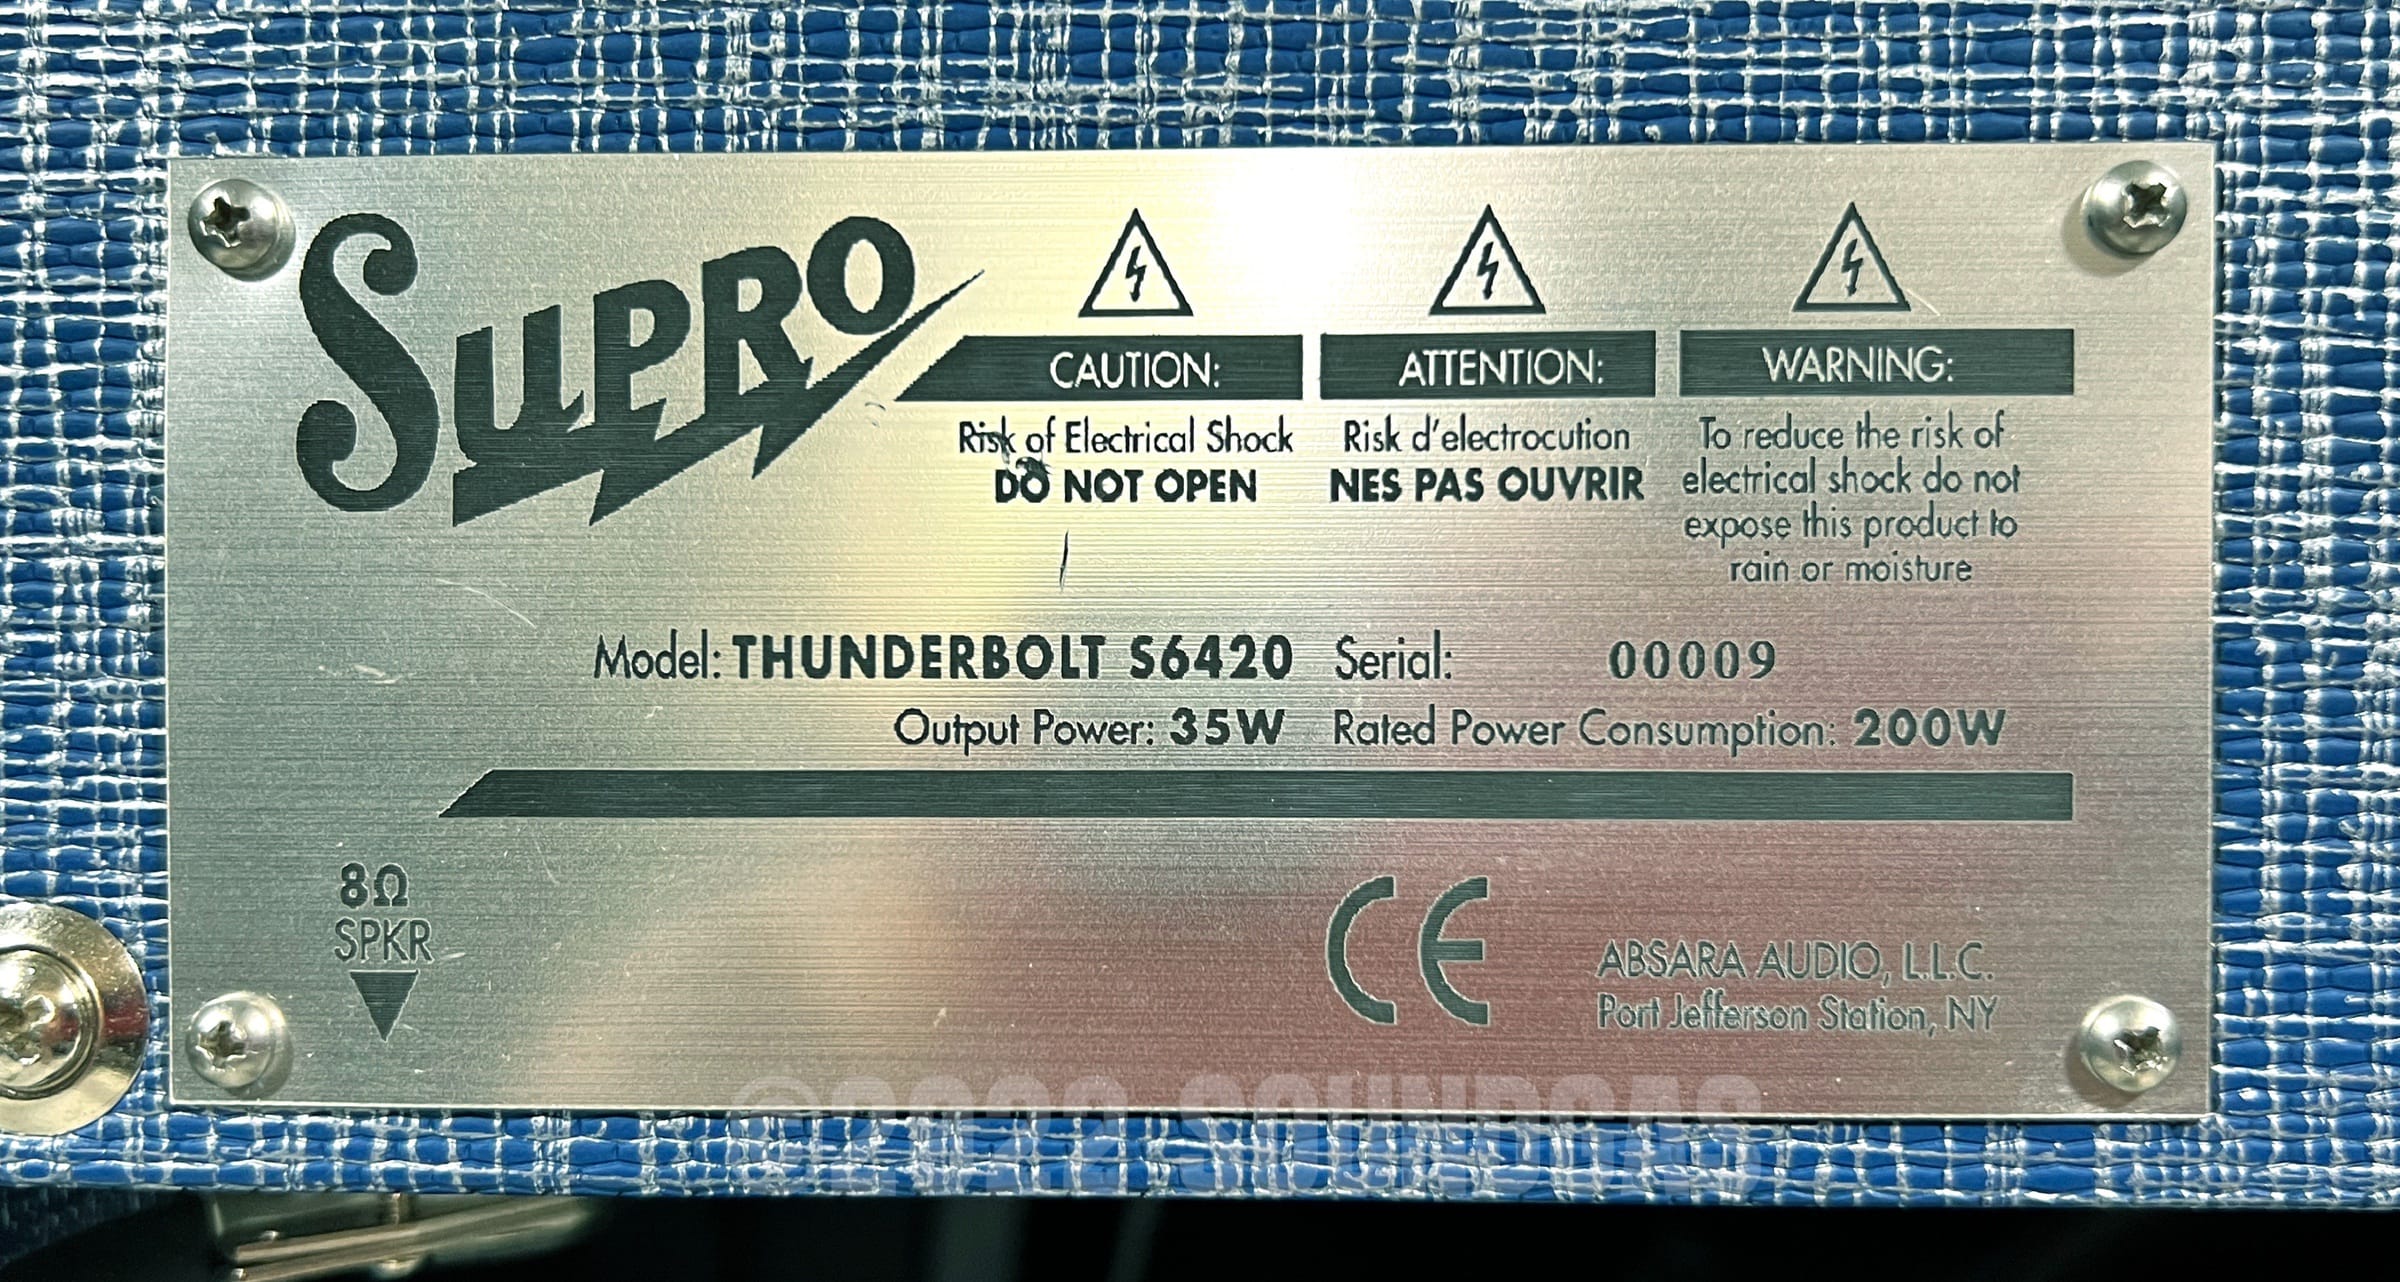 SUPRO
CAUTION:
Risk of Electrical Shock
DO NOT OPEN
ATTENTION:
Risk d'electrocution
NES PAS OUVRIR
WARNING:
To reduce the risk of
electrical shock do not
expose this product to
rain or moisture
Model: THUNDERBOLT S6420 Serial: 00009
Output Power: 35W Rated Power Consumption: 200W
8Ω
SPKR
CE
ABSARA AUDIO, L.L.C.
Port Jefferson Station, NY
©2022 SOUNDGAS